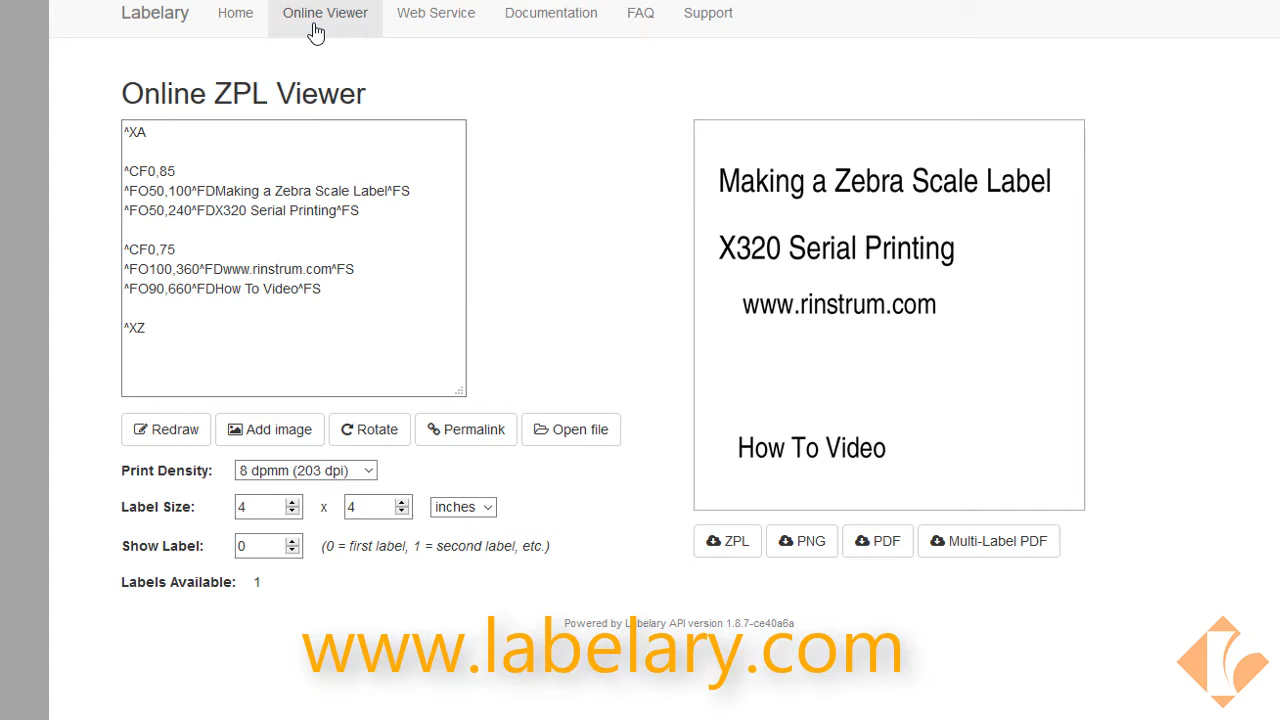 Labelary Home Online Viewer Web Service Documentation FAQ Support
Online ZPL Viewer
^XA
^CF0,85
^FO50,100^FDMaking a Zebra Scale Label^FS
^FO50,240^FDX320 Serial Printing^FS
^CF0,75
^FO100,360^FDwww.rinstrum.com^FS
^FO90,660^FDHow To Video^FS
^XZ
Making a Zebra Scale Label
X320 Serial Printing
www.rinstrum.com
How To Video
Redraw Add image Rotate Permalink Open file
Print Density: 8 dpmm (203 dpi)
Label Size: 4 x 4 inches
Show Label: 0 (0 = first label, 1 = second label, etc.)
Labels Available: 1
ZPL PNG PDF Multi-Label PDF
Powered by Labelary API version 1.8.7-ce40a6a
www.labelary.com